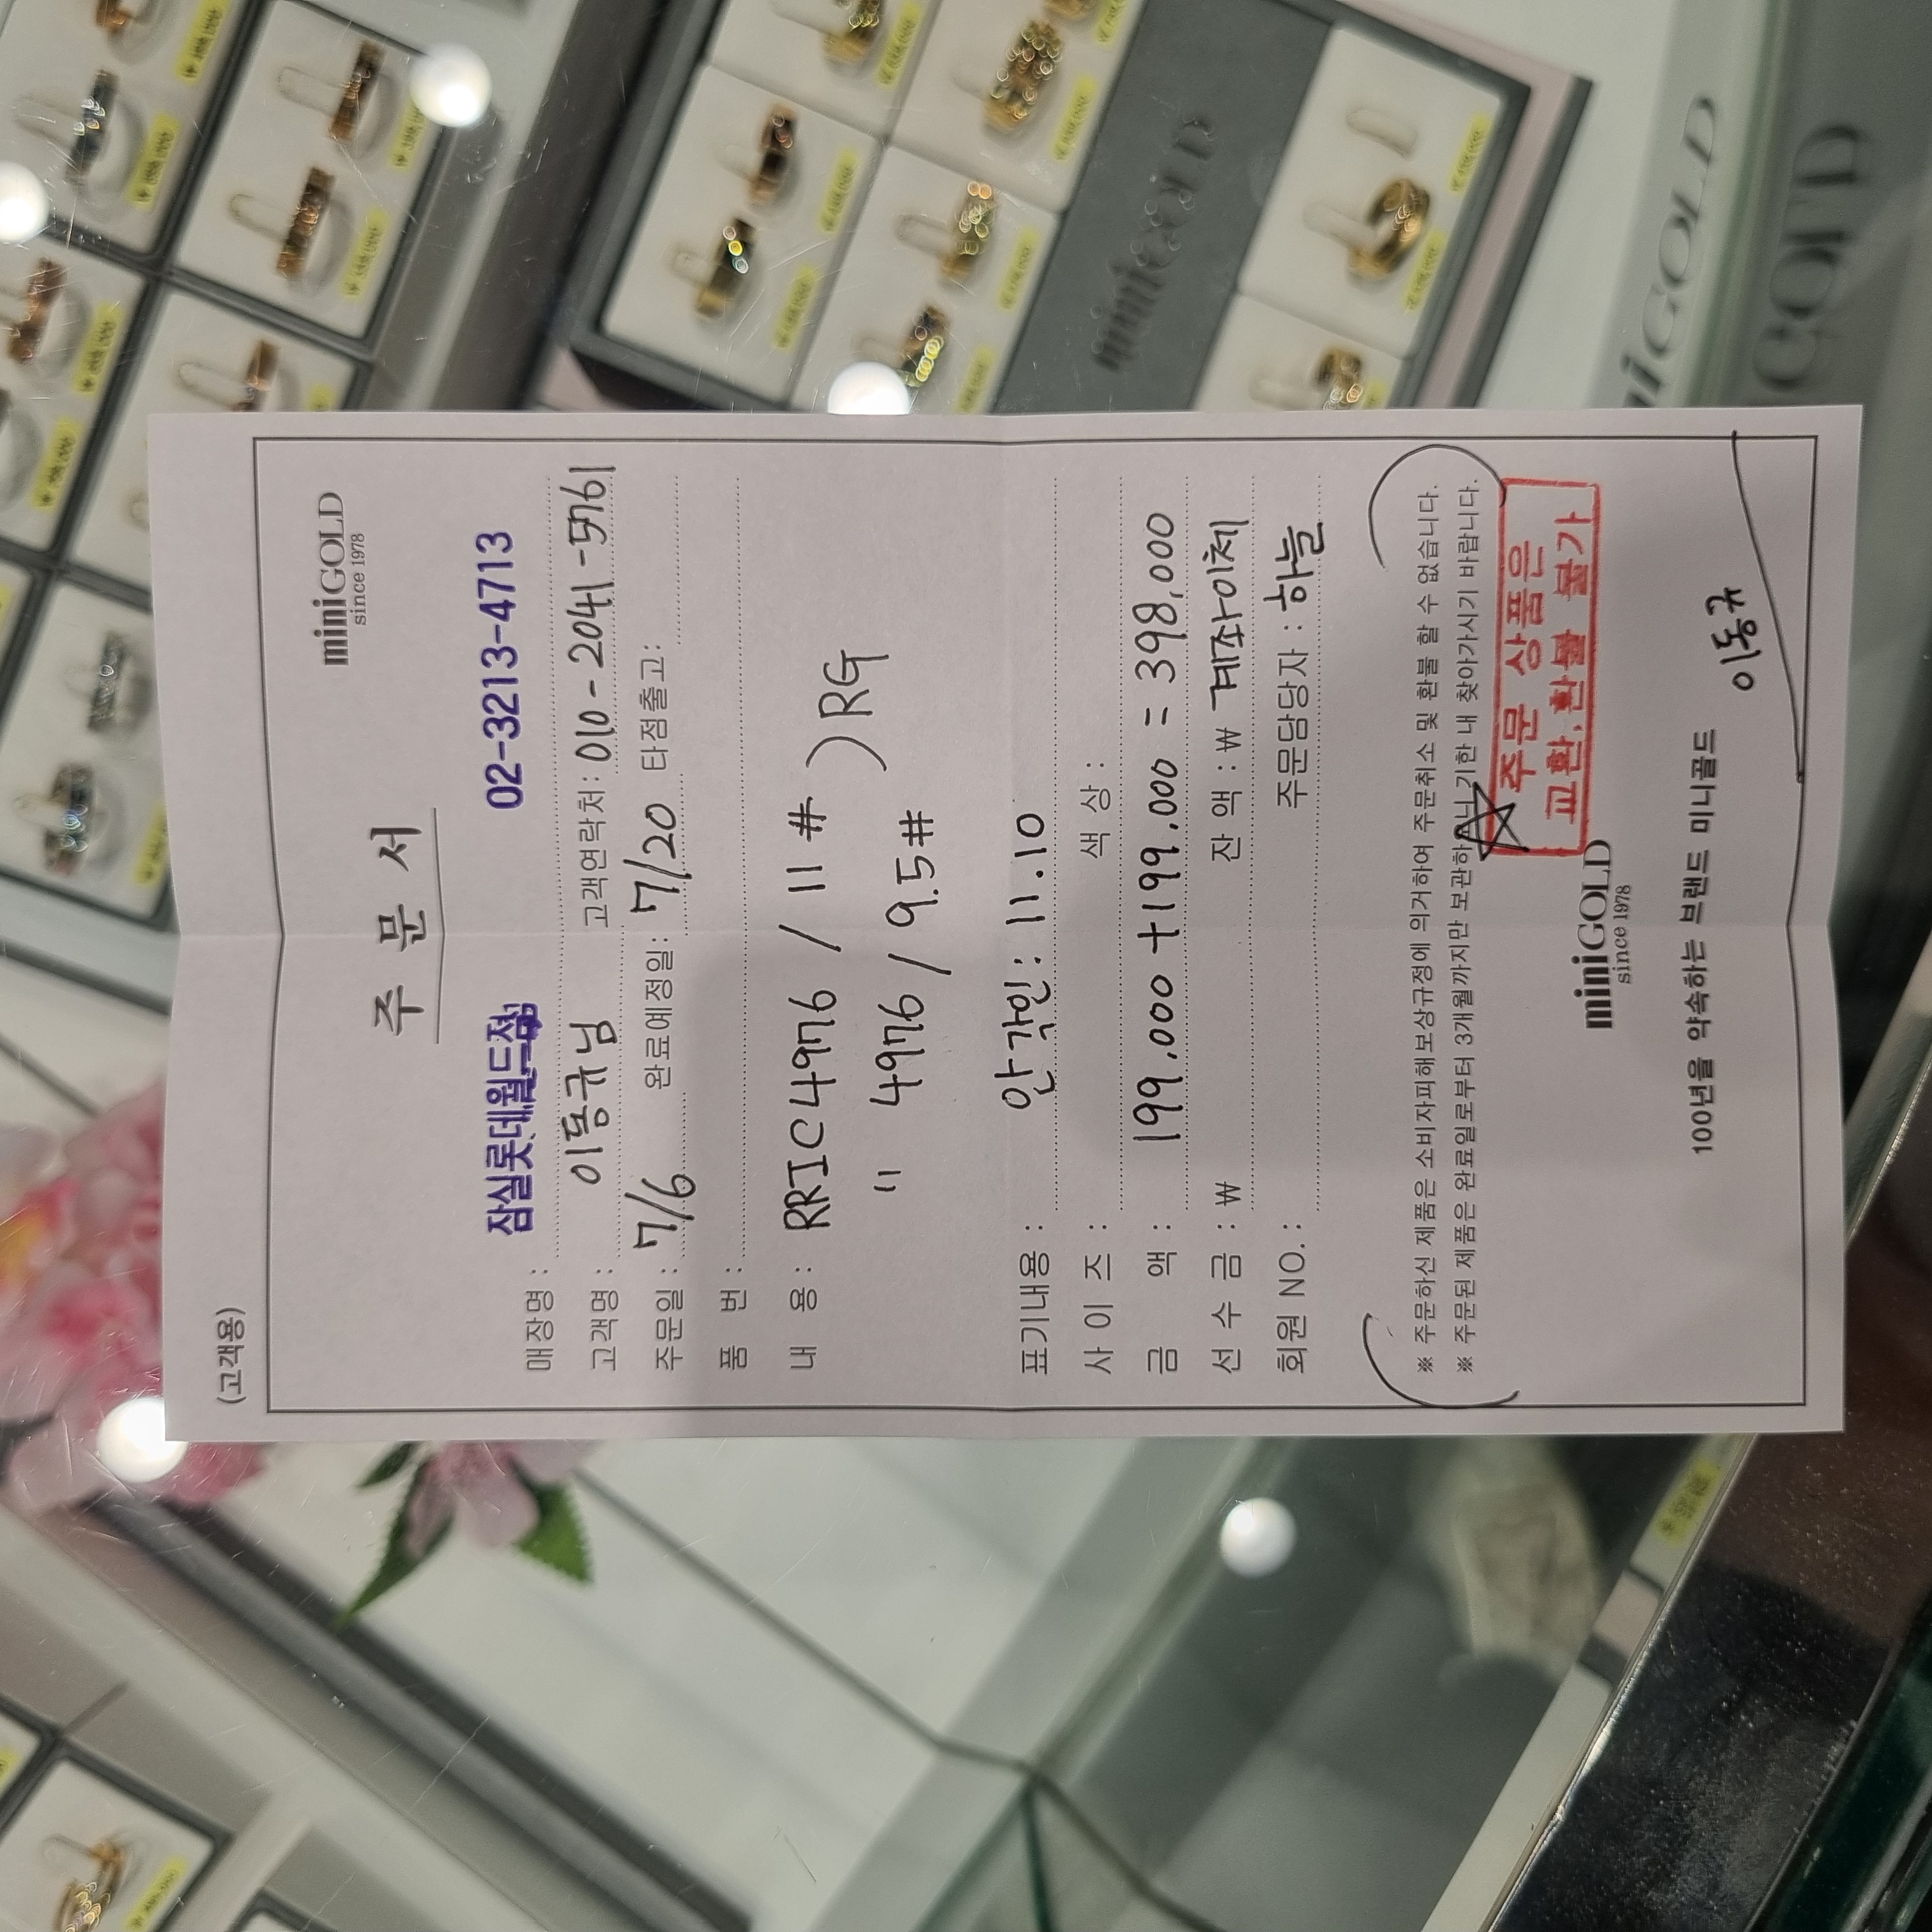 (고객용)
miniGOLD
since 1978
주 문 서
매장명 : 잠실롯데월드점 02-3213-4713
고객명 : 이동규님 고객연락처: 010-2041-5761
주문일 : 7/6 완료예정일: 7/20 타점출고:
품 번 :
내 용 : RRIC4976 / 11# ) RG
" 4976 / 9.5#
표기내용 : 안각인: 11.10
사 이 즈 : 색 상 :
금 액 : 199,000 + 199,000 = 398,000
선 수 금 : ₩ 잔 액 : ₩ 계좌이체
회원 NO. : 주문담당자 : 하늘
※ 주문하신 제품은 소비자피해보상규정에 의거하여 주문취소 및 환불 할 수 없습니다.
※ 주문된 제품은 완료일로부터 3개월까지만 보관하오니 기한 내 찾아가시기 바랍니다.
주문 상품은
교환,환불 불가
miniGOLD
since 1978
100년을 약속하는 브랜드 미니골드
이동규
miniGOLD
miniGOLD
GOLD